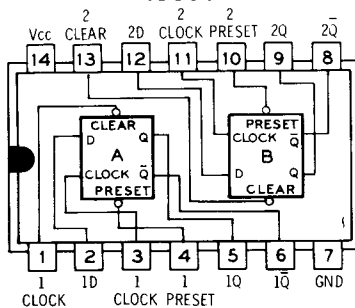 2 2 2
Vcc CLEAR 2D CLOCK PRESET 2Q 2Q̅
14 13 12 11 10 9 8
CLEAR
D Q
A
CLOCK Q̅
PRESET
PRESET
CLOCK Q̅
B
D Q
CLEAR
1 2 3 4 5 6 7
1 1D 1 1 1Q 1Q̅ GND
CLOCK CLOCK PRESET